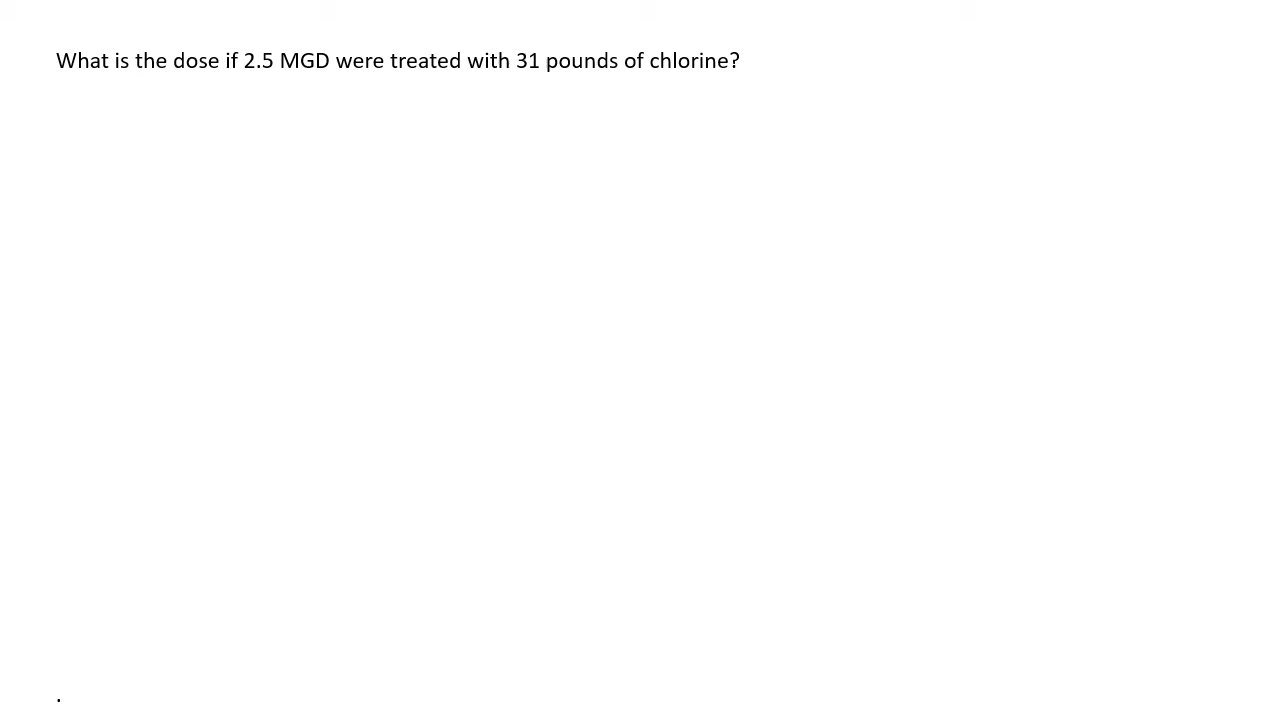 What is the dose if 2.5 MGD were treated with 31 pounds of chlorine?
.